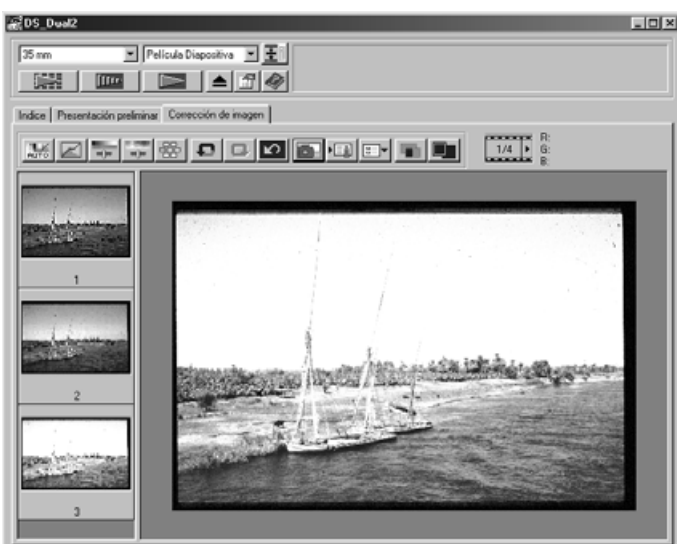 DS_Dual2
35 mm Película Diapositiva
Indice Presentación preliminar Corrección de imagen
AUTO
1/4
R:
G:
B:
1
2
3